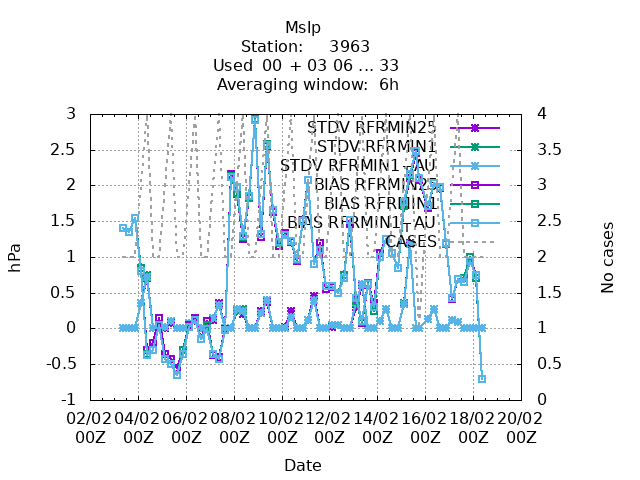 Mslp
Station: 3963
Used 00 + 03 06 ... 33
Averaging window: 6h
3
2.5
2
1.5
1
0.5
0
-0.5
-1
4
3.5
3
2.5
2
1.5
1
0.5
0
hPa
No cases
STDV RFRMIN25
STDV RFRMIN1
STDV RFRMIN1_AU
BIAS RFRMIN25
BIAS RFRMIN1
BIAS RFRMIN1_AU
CASES
02/02 04/02 06/02 08/02 10/02 12/02 14/02 16/02 18/02 20/02
00Z 00Z 00Z 00Z 00Z 00Z 00Z 00Z 00Z 00Z
Date